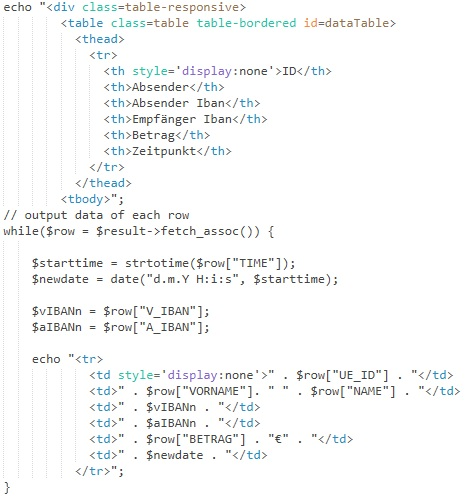 echo "<div class=table-responsive>
<table class=table table-bordered id=dataTable>
<thead>
<tr>
<th style='display:none'>ID</th>
<th>Absender</th>
<th>Absender Iban</th>
<th>Empfänger Iban</th>
<th>Betrag</th>
<th>Zeitpunkt</th>
</tr>
</thead>
<tbody>";
// output data of each row
while($row = $result->fetch_assoc()) {
$starttime = strtotime($row["TIME"]);
$newdate = date("d.m.Y H:i:s", $starttime);
$vIBANn = $row["V_IBAN"];
$aIBANn = $row["A_IBAN"];
echo "<tr>
<td style='display:none'>" . $row["UE_ID"] . "</td>
<td>" . $row["VORNAME"]. " " . $row["NAME"] . "</td>
<td>" . $vIBANn . "</td>
<td>" . $aIBANn . "</td>
<td>" . $row["BETRAG"] . "€" . "</td>
<td>" . $newdate . "</td>
</tr>";
}